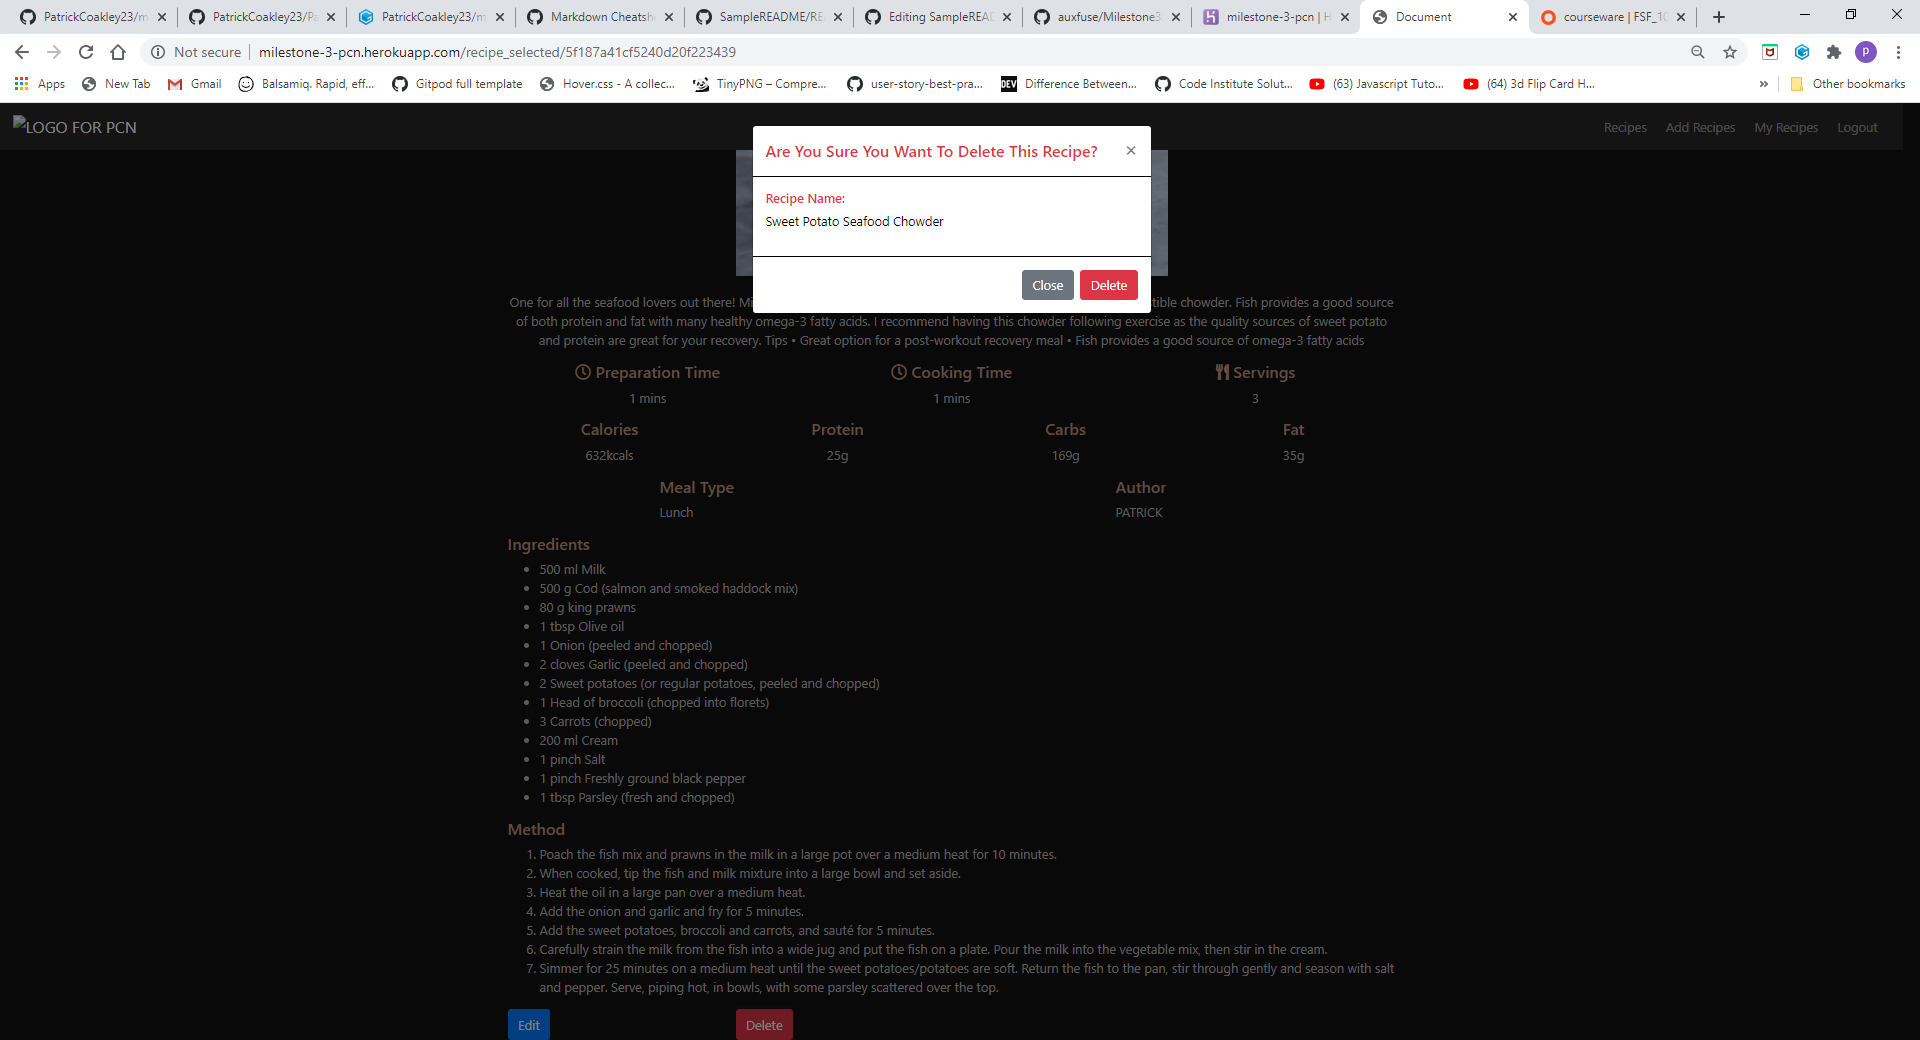 PatrickCoakley23/m
PatrickCoakley23/Pa
PatrickCoakley23/m
Markdown Cheatshe
SampleREADME/RE
Editing SampleREAD
auxfuse/Milestone3
milestone-3-pcn | H
Document
courseware | FSF_10
Not secure
milestone-3-pcn.herokuapp.com/recipe_selected/5f187a41cf5240d20f223439
P
Apps
New Tab
Gmail
Balsamiq. Rapid, eff...
Gitpod full template
Hover.css - A collec...
TinyPNG – Compre...
user-story-best-pra...
DEV
Difference Between...
Code Institute Solut...
(63) Javascript Tuto...
(64) 3d Flip Card H...
»
Other bookmarks
LOGO FOR PCN
Recipes
Add Recipes
My Recipes
Logout
Are You Sure You Want To Delete This Recipe?
×
Recipe Name:
Sweet Potato Seafood Chowder
Close
Delete
One for all the seafood lovers out there! Mi
tible chowder. Fish provides a good source
of both protein and fat with many healthy omega-3 fatty acids. I recommend having this chowder following exercise as the quality sources of sweet potato
and protein are great for your recovery. Tips • Great option for a post-workout recovery meal • Fish provides a good source of omega-3 fatty acids
Preparation Time
Cooking Time
Servings
1 mins
1 mins
3
Calories
Protein
Carbs
Fat
632kcals
25g
169g
35g
Meal Type
Author
Lunch
PATRICK
Ingredients
• 500 ml Milk
• 500 g Cod (salmon and smoked haddock mix)
• 80 g king prawns
• 1 tbsp Olive oil
• 1 Onion (peeled and chopped)
• 2 cloves Garlic (peeled and chopped)
• 2 Sweet potatoes (or regular potatoes, peeled and chopped)
• 1 Head of broccoli (chopped into florets)
• 3 Carrots (chopped)
• 200 ml Cream
• 1 pinch Salt
• 1 pinch Freshly ground black pepper
• 1 tbsp Parsley (fresh and chopped)
Method
1. Poach the fish mix and prawns in the milk in a large pot over a medium heat for 10 minutes.
2. When cooked, tip the fish and milk mixture into a large bowl and set aside.
3. Heat the oil in a large pan over a medium heat.
4. Add the onion and garlic and fry for 5 minutes.
5. Add the sweet potatoes, broccoli and carrots, and sauté for 5 minutes.
6. Carefully strain the milk from the fish into a wide jug and put the fish on a plate. Pour the milk into the vegetable mix, then stir in the cream.
7. Simmer for 25 minutes on a medium heat until the sweet potatoes/potatoes are soft. Return the fish to the pan, stir through gently and season with salt
and pepper. Serve, piping hot, in bowls, with some parsley scattered over the top.
Edit
Delete